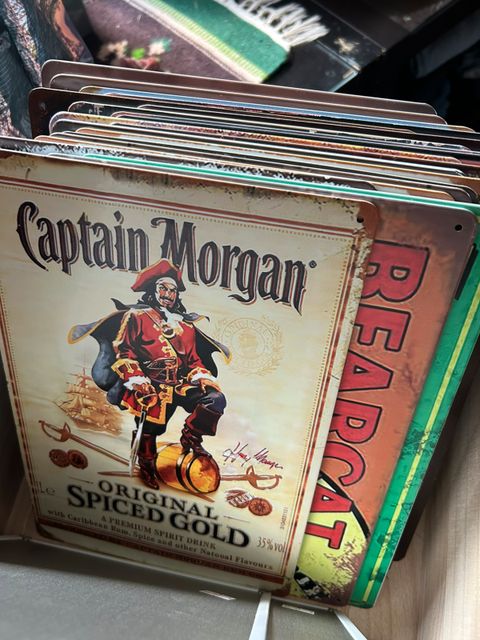 Captain Morgan
ORIGINAL
SPICED GOLD
A PREMIUM SPIRIT DRINK
with Caribbean Rum, Spice and other Natural Flavours
35% vol
1L e
BEARCAT